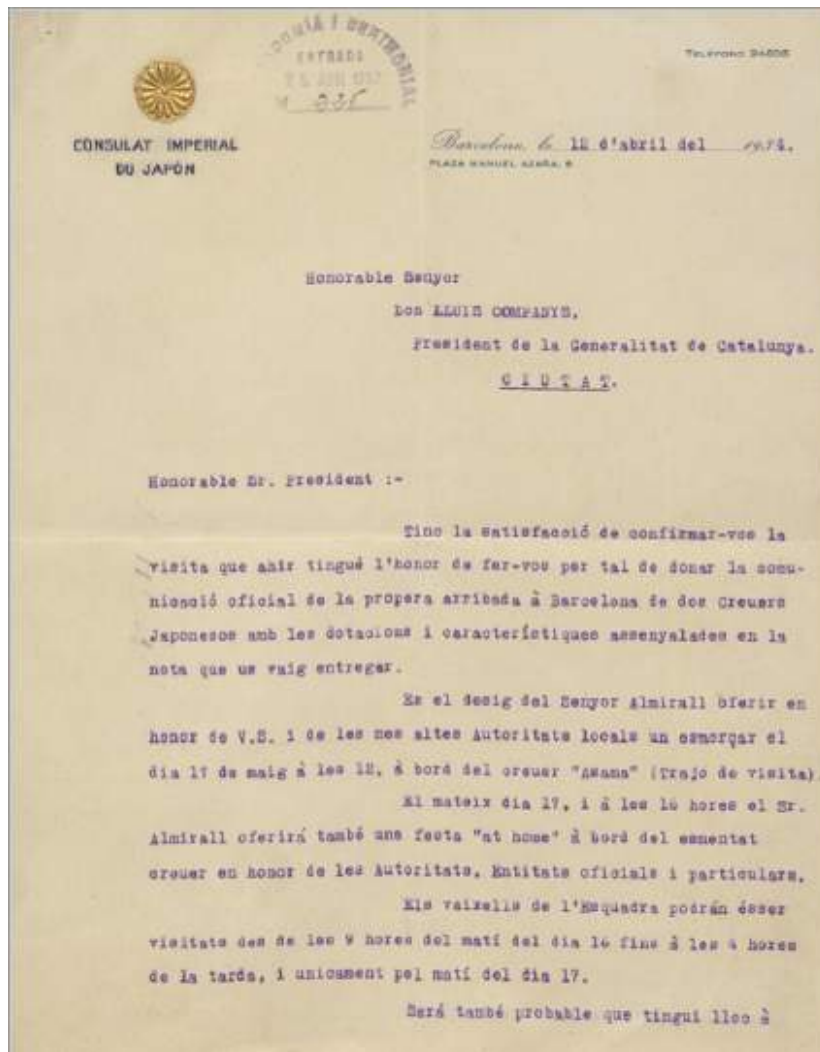 QUIÀ I CERIMONIAL
ENTRADA
TELEFONO
CONSULAT IMPERIAL
DU JAPÓN
Barcelona, le 12 d'abril del 1934.
PLAZA MANUEL AZAÑA, 6
Honorable Senyor
Don LLUIS COMPANYS,
President de la Generalitat de Catalunya.
CIUTAT.
Honorable Sr. President :-
Tinc la satisfacció de confirmar-vos la
visita que ahir tingué l'honor de fer-vos per tal de donar la comu-
nicació oficial de la propera arribada à Barcelona de dos Creuers
Japonesos amb les dotacions i característiques assenyalades en la
nota que us vaig entregar.
Es el desig del Senyor Almirall oferir en
honor de V.S. i de les mes altes Autoritats locals un esmorçar el
dia 17 de maig à les 12, à bord del creuer "Asama" (Trajo de visita)
El mateix dia 17, i à les 16 hores el Sr.
Almirall oferirá també una festa "at home" à bord del esmentat
creuer en honor de les Autoritats, Entitats oficials i particulars.
Els vaixells de l'Esquadra podrán ésser
visitats des de les 9 hores del matí del dia 16 fins à les 4 hores
de la tarda, i unicament pel matí del dia 17.
Será també probable que tingui lloc à